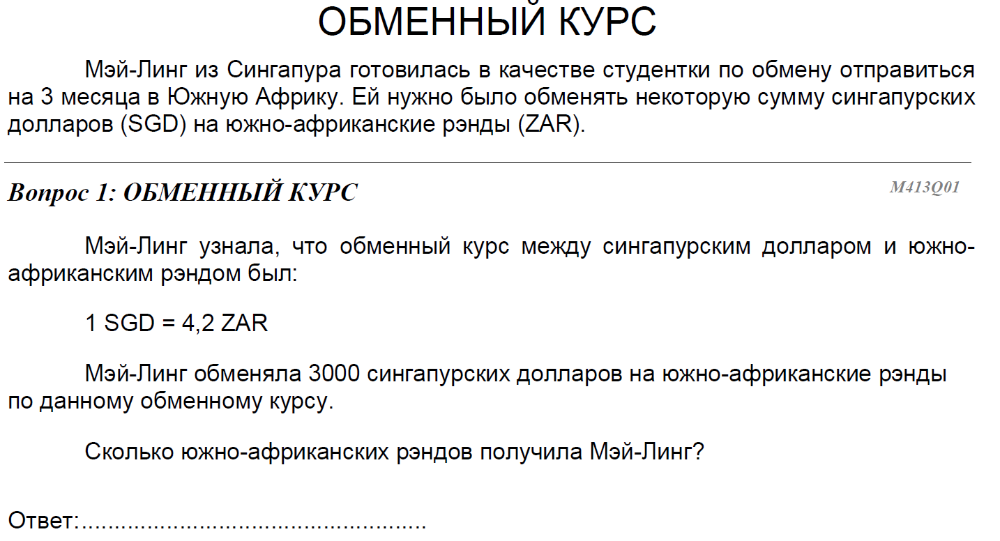 ОБМЕННЫЙ КУРС
Мэй-Линг из Сингапура готовилась в качестве студентки по обмену отправиться
на 3 месяца в Южную Африку. Ей нужно было обменять некоторую сумму сингапурских
долларов (SGD) на южно-африканские рэнды (ZAR).
Вопрос 1: ОБМЕННЫЙ КУРС
M413Q01
Мэй-Линг узнала, что обменный курс между сингапурским долларом и южно-
африканским рэндом был:
1 SGD = 4,2 ZAR
Мэй-Линг обменяла 3000 сингапурских долларов на южно-африканские рэнды
по данному обменному курсу.
Сколько южно-африканских рэндов получила Мэй-Линг?
Ответ:.....................................................